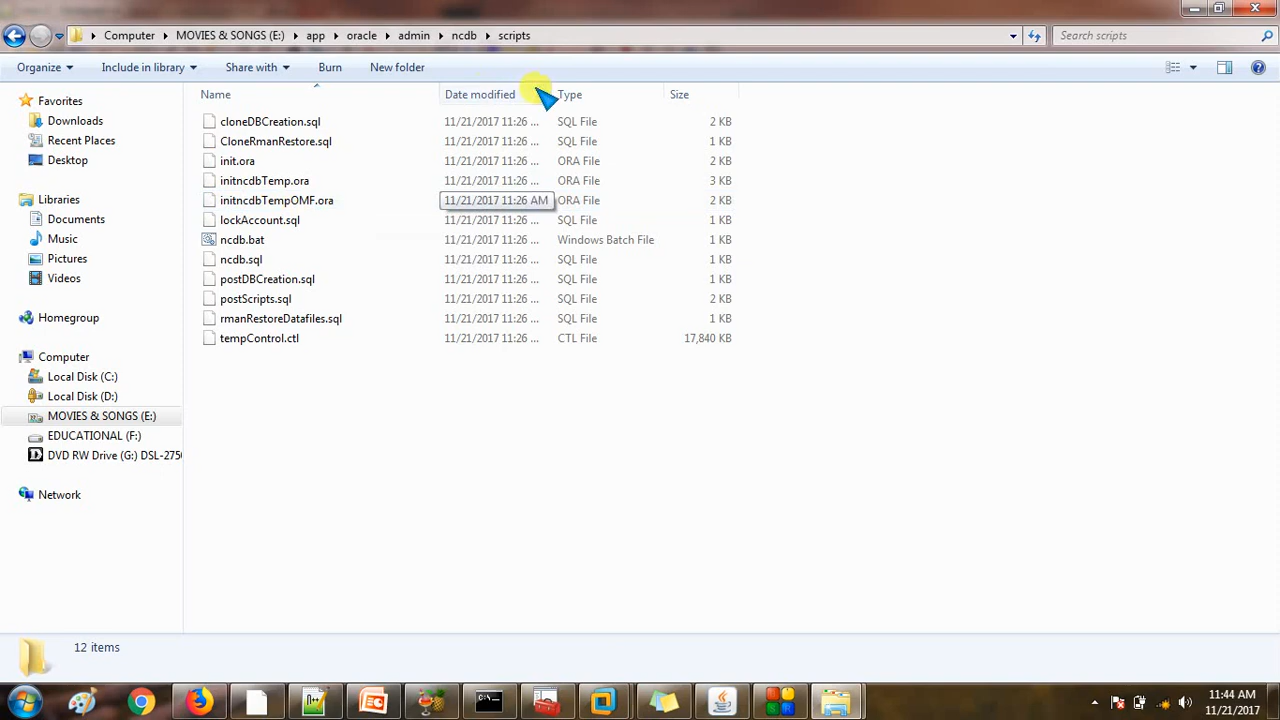 Computer MOVIES & SONGS (E:) app oracle admin ncdb scripts Search scripts
Organize Include in library Share with Burn New folder
Favorites
Downloads
Recent Places
Desktop
Libraries
Documents
Music
Pictures
Videos
Homegroup
Computer
Local Disk (C:)
Local Disk (D:)
MOVIES & SONGS (E:)
EDUCATIONAL (F:)
DVD RW Drive (G:) DSL-275
Network
Name Date modified Type Size
cloneDBCreation.sql 11/21/2017 11:26 ... SQL File 2 KB
CloneRmanRestore.sql 11/21/2017 11:26 ... SQL File 1 KB
init.ora 11/21/2017 11:26 ... ORA File 2 KB
initncdbTemp.ora 11/21/2017 11:26 ... ORA File 3 KB
initncdbTempOMF.ora 11/21/2017 11:26 AM ORA File 2 KB
lockAccount.sql 11/21/2017 11:26 ... SQL File 1 KB
ncdb.bat 11/21/2017 11:26 ... Windows Batch File 1 KB
ncdb.sql 11/21/2017 11:26 ... SQL File 1 KB
postDBCreation.sql 11/21/2017 11:26 ... SQL File 1 KB
postScripts.sql 11/21/2017 11:26 ... SQL File 2 KB
rmanRestoreDatafiles.sql 11/21/2017 11:26 ... SQL File 1 KB
tempControl.ctl 11/21/2017 11:26 ... CTL File 17,840 KB
12 items
11:44 AM
11/21/2017